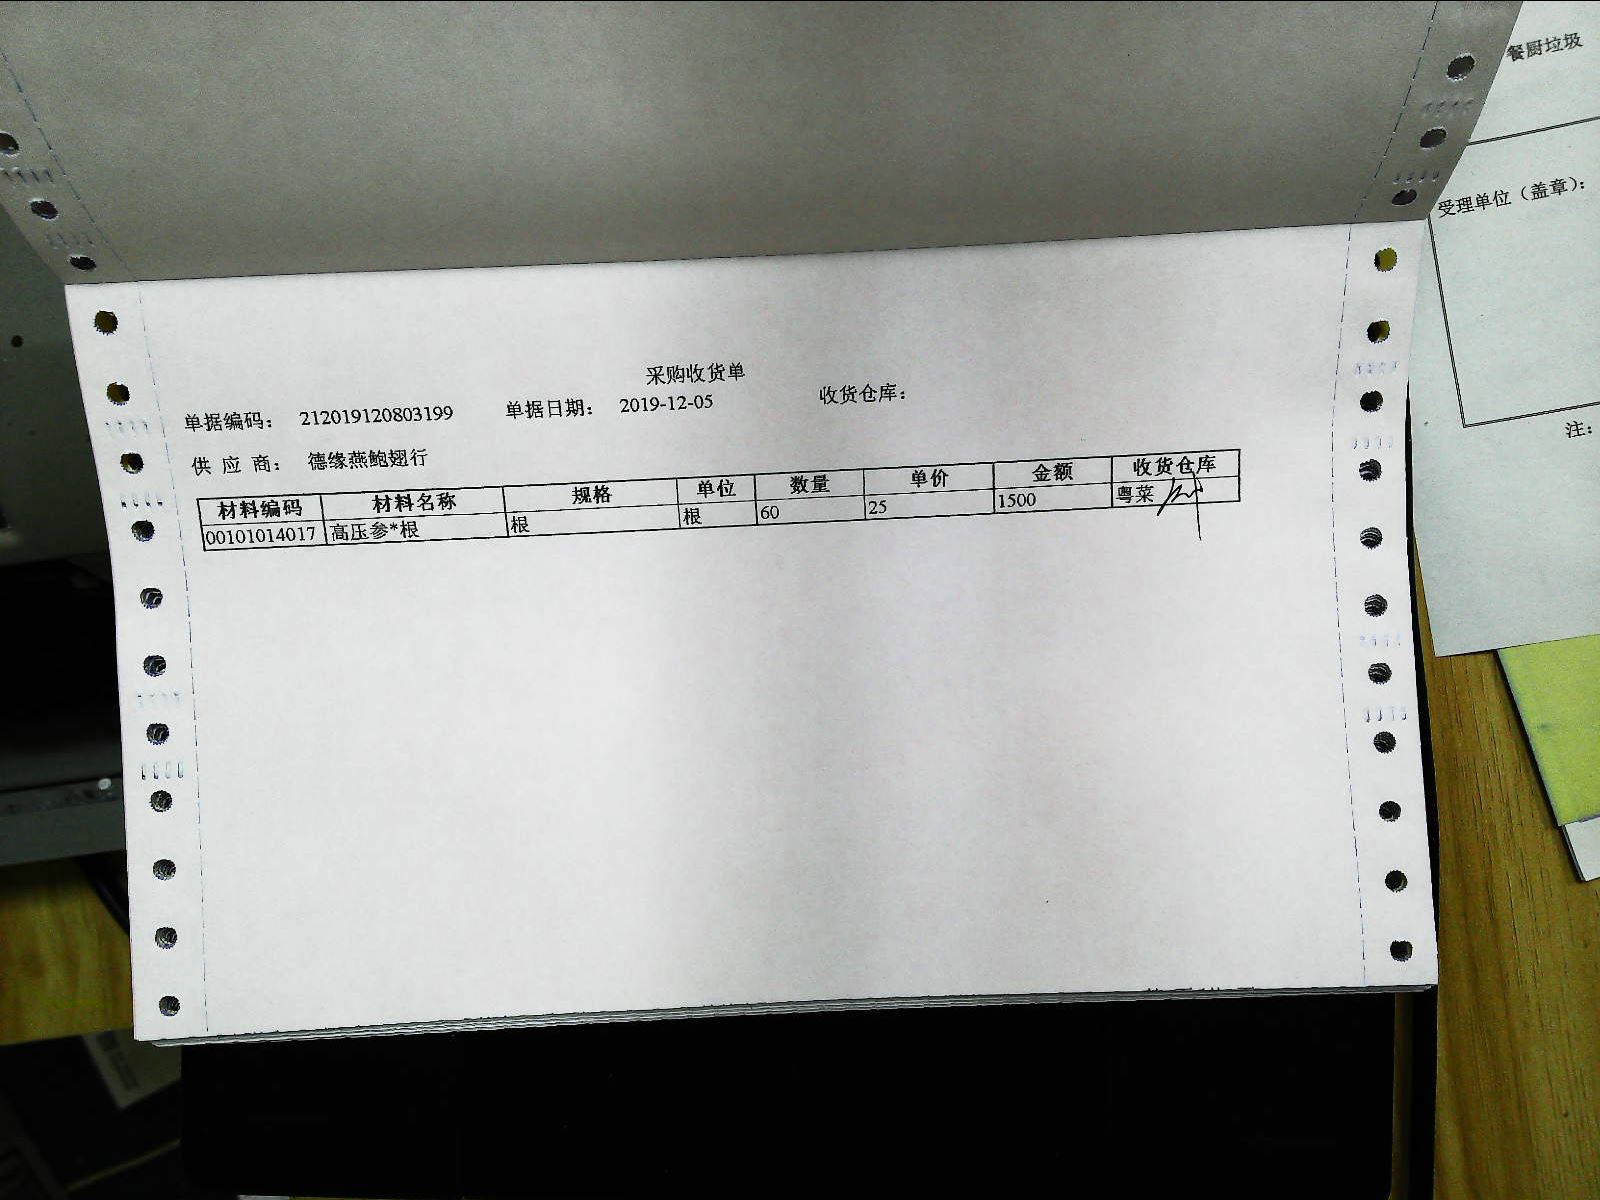 餐厨垃圾
受理单位（盖章）：
注：
采购收货单
单据编码： 212019120803199 单据日期： 2019-12-05 收货仓库：
供 应 商： 德缘燕鲍翅行
材料编码 材料名称 规格 单位 数量 单价 金额 收货仓库
00101014017 高压参*根 根 根 60 25 1500 粤菜